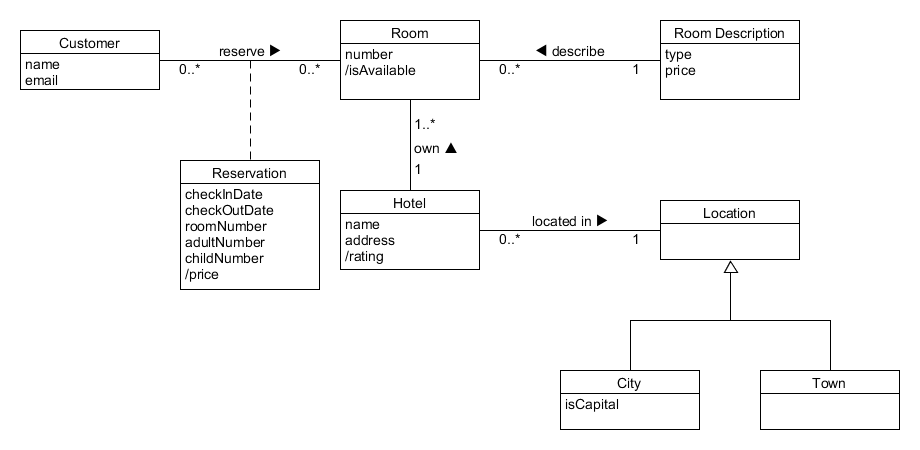 Customer
name
email
reserve ▶
0..*
0..*
Room
number
/isAvailable
◀ describe
0..*
1
Room Description
type
price
1..*
own ▲
1
Reservation
checkInDate
checkOutDate
roomNumber
adultNumber
childNumber
/price
Hotel
name
address
/rating
located in ▶
0..*
1
Location
City
isCapital
Town